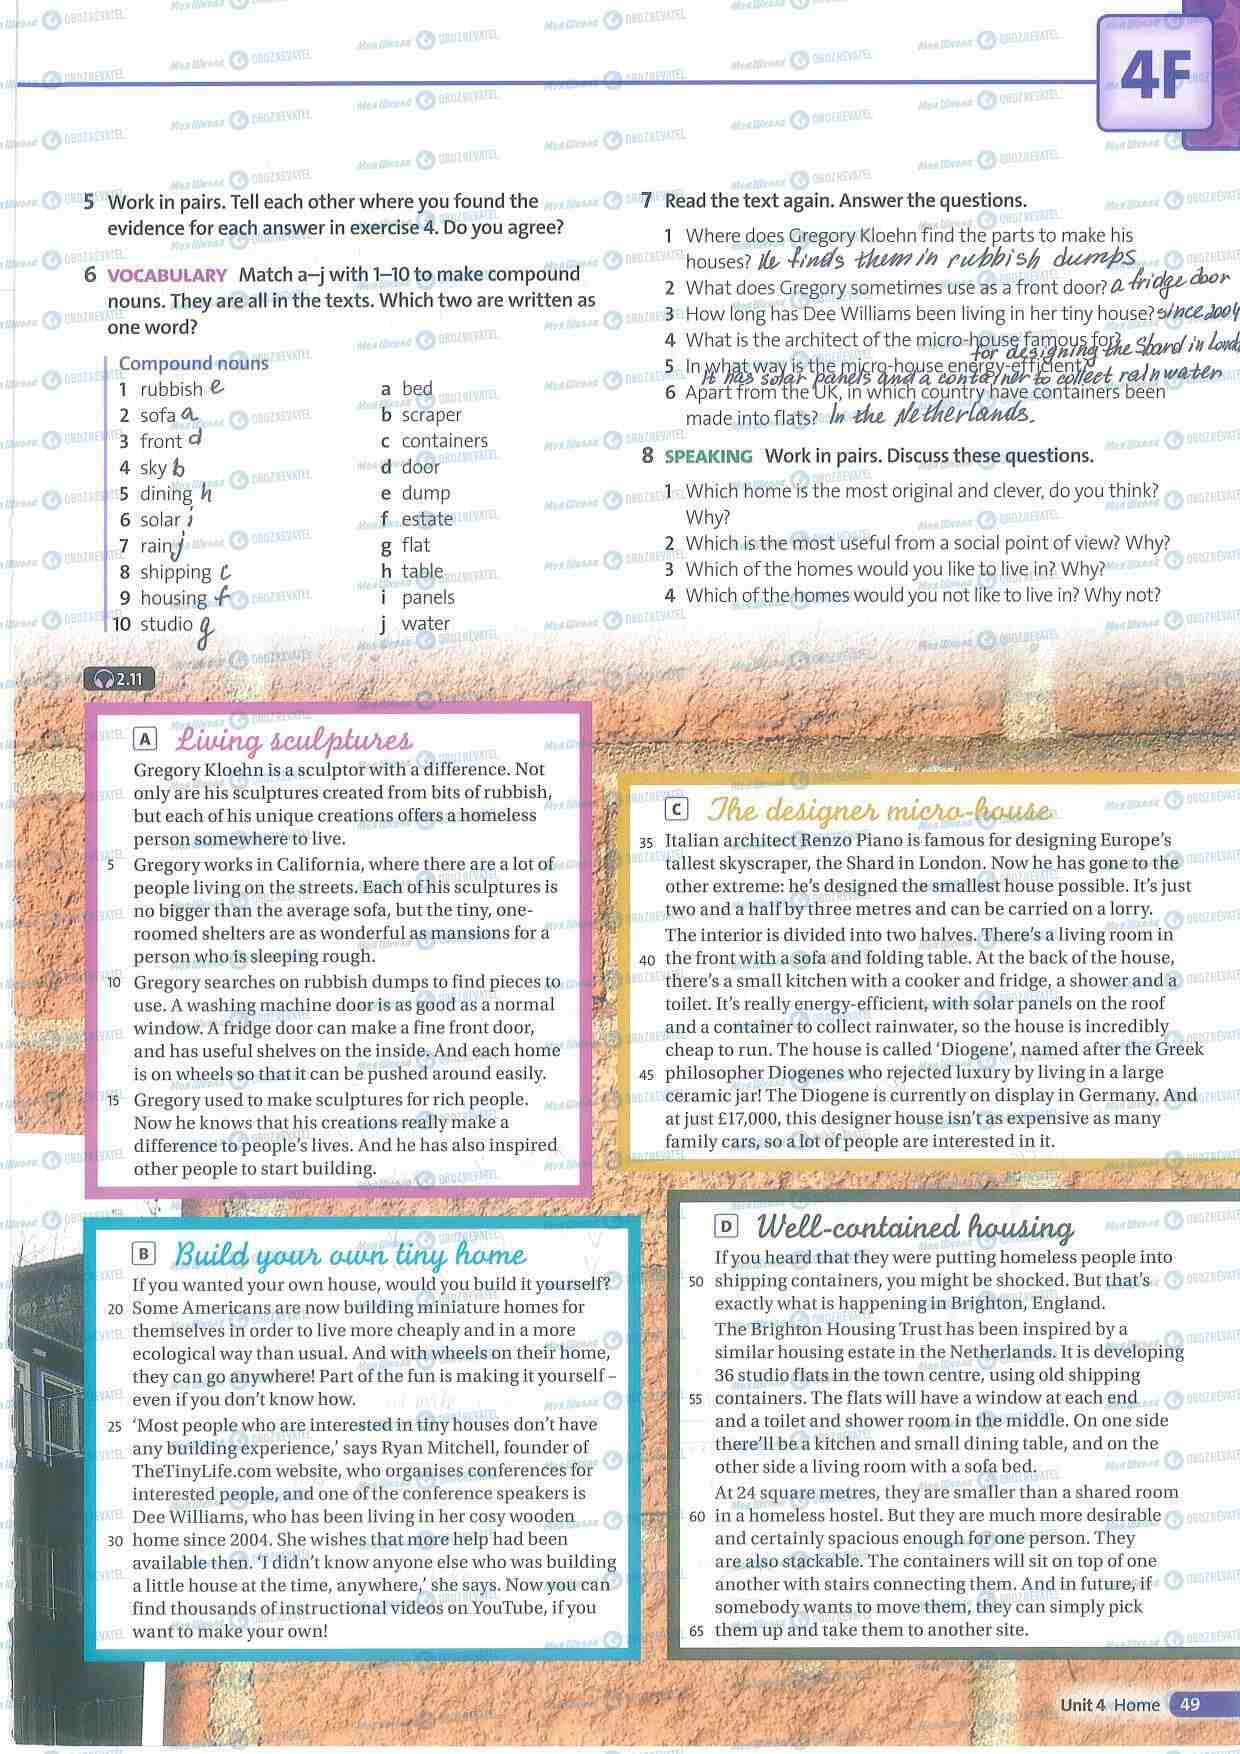 4F
5 Work in pairs. Tell each other where you found the
evidence for each answer in exercise 4. Do you agree?
6 VOCABULARY Match a–j with 1–10 to make compound
nouns. They are all in the texts. Which two are written as
one word?
Compound nouns
1 rubbish e
2 sofa a
3 front d
4 sky b
5 dining h
6 solar i
7 rain j
8 shipping c
9 housing f
10 studio g
a bed
b scraper
c containers
d door
e dump
f estate
g flat
h table
i panels
j water
7 Read the text again. Answer the questions.
1 Where does Gregory Kloehn find the parts to make his
houses? He finds them in rubbish dumps
2 What does Gregory sometimes use as a front door? a fridge door
3 How long has Dee Williams been living in her tiny house? since 2004
4 What is the architect of the micro-house famous for?
for designing the Shard in Lond
5 In what way is the micro-house energy-efficient?
It has solar panels and a container to collect rainwater
6 Apart from the UK, in which country have containers been
made into flats? In the Netherlands.
8 SPEAKING Work in pairs. Discuss these questions.
1 Which home is the most original and clever, do you think?
Why?
2 Which is the most useful from a social point of view? Why?
3 Which of the homes would you like to live in? Why?
4 Which of the homes would you not like to live in? Why not?
2.11
A Living sculptures
Gregory Kloehn is a sculptor with a difference. Not
only are his sculptures created from bits of rubbish,
but each of his unique creations offers a homeless
person somewhere to live.
5 Gregory works in California, where there are a lot of
people living on the streets. Each of his sculptures is
no bigger than the average sofa, but the tiny, one-
roomed shelters are as wonderful as mansions for a
person who is sleeping rough.
10 Gregory searches on rubbish dumps to find pieces to
use. A washing machine door is as good as a normal
window. A fridge door can make a fine front door,
and has useful shelves on the inside. And each home
is on wheels so that it can be pushed around easily.
15 Gregory used to make sculptures for rich people.
Now he knows that his creations really make a
difference to people's lives. And he has also inspired
other people to start building.
B Build your own tiny home
If you wanted your own house, would you build it yourself?
20 Some Americans are now building miniature homes for
themselves in order to live more cheaply and in a more
ecological way than usual. And with wheels on their home,
they can go anywhere! Part of the fun is making it yourself –
even if you don't know how.
25 'Most people who are interested in tiny houses don't have
any building experience,' says Ryan Mitchell, founder of
TheTinyLife.com website, who organises conferences for
interested people, and one of the conference speakers is
Dee Williams, who has been living in her cosy wooden
30 home since 2004. She wishes that more help had been
available then. 'I didn't know anyone else who was building
a little house at the time, anywhere,' she says. Now you can
find thousands of instructional videos on YouTube, if you
want to make your own!
C The designer micro-house
35 Italian architect Renzo Piano is famous for designing Europe's
tallest skyscraper, the Shard in London. Now he has gone to the
other extreme: he's designed the smallest house possible. It's just
two and a half by three metres and can be carried on a lorry.
The interior is divided into two halves. There's a living room in
40 the front with a sofa and folding table. At the back of the house,
there's a small kitchen with a cooker and fridge, a shower and a
toilet. It's really energy-efficient, with solar panels on the roof
and a container to collect rainwater, so the house is incredibly
cheap to run. The house is called 'Diogene', named after the Greek
45 philosopher Diogenes who rejected luxury by living in a large
ceramic jar! The Diogene is currently on display in Germany. And
at just £17,000, this designer house isn't as expensive as many
family cars, so a lot of people are interested in it.
D Well-contained housing
If you heard that they were putting homeless people into
50 shipping containers, you might be shocked. But that's
exactly what is happening in Brighton, England.
The Brighton Housing Trust has been inspired by a
similar housing estate in the Netherlands. It is developing
36 studio flats in the town centre, using old shipping
55 containers. The flats will have a window at each end
and a toilet and shower room in the middle. On one side
there'll be a kitchen and small dining table, and on the
other side a living room with a sofa bed.
At 24 square metres, they are smaller than a shared room
60 in a homeless hostel. But they are much more desirable
and certainly spacious enough for one person. They
are also stackable. The containers will sit on top of one
another with stairs connecting them. And in future, if
somebody wants to move them, they can simply pick
65 them up and take them to another site.
Unit 4 Home 49